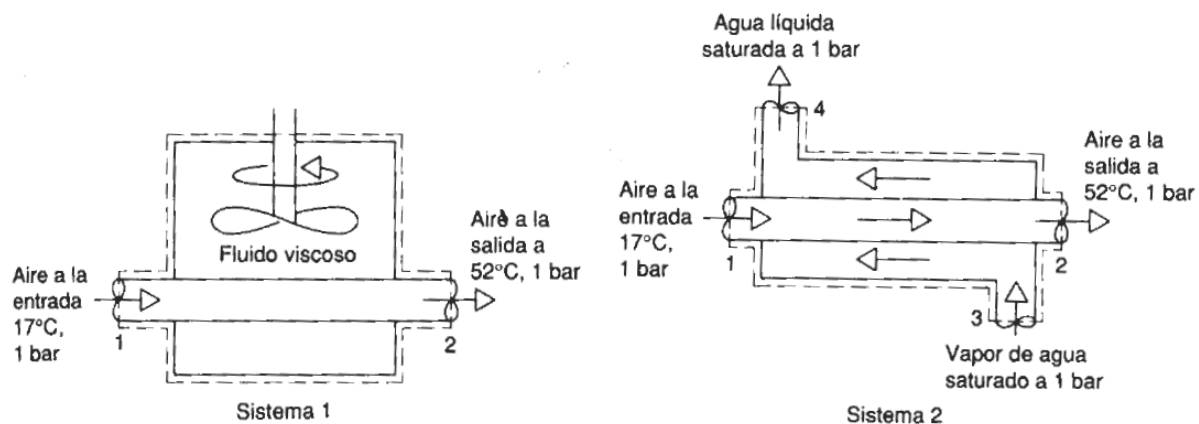 Fluido viscoso
Aire a la
entrada
17°C,
1 bar
1
2
Aire a la
salida a
52°C, 1 bar
Sistema 1
Agua líquida
saturada a 1 bar
4
Aire a la
entrada
17°C,
1 bar
1
Aire a la
salida a
52°C, 1 bar
2
3
Vapor de agua
saturado a 1 bar
Sistema 2